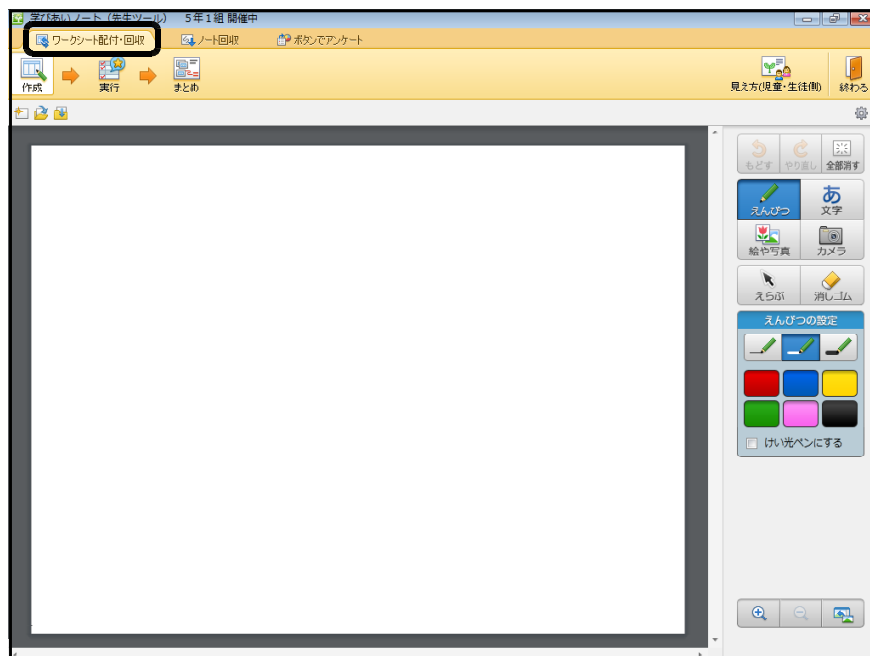 学びあいノート（先生ツール）　5年1組 開催中
ワークシート配付・回収
ノート回収
ボタンでアンケート
作成
実行
まとめ
見え方(児童・生徒側)
終わる
もどす
やり直し
全部消す
えんぴつ
あ
文字
絵や写真
カメラ
えらぶ
消しゴム
えんぴつの設定
けい光ペンにする